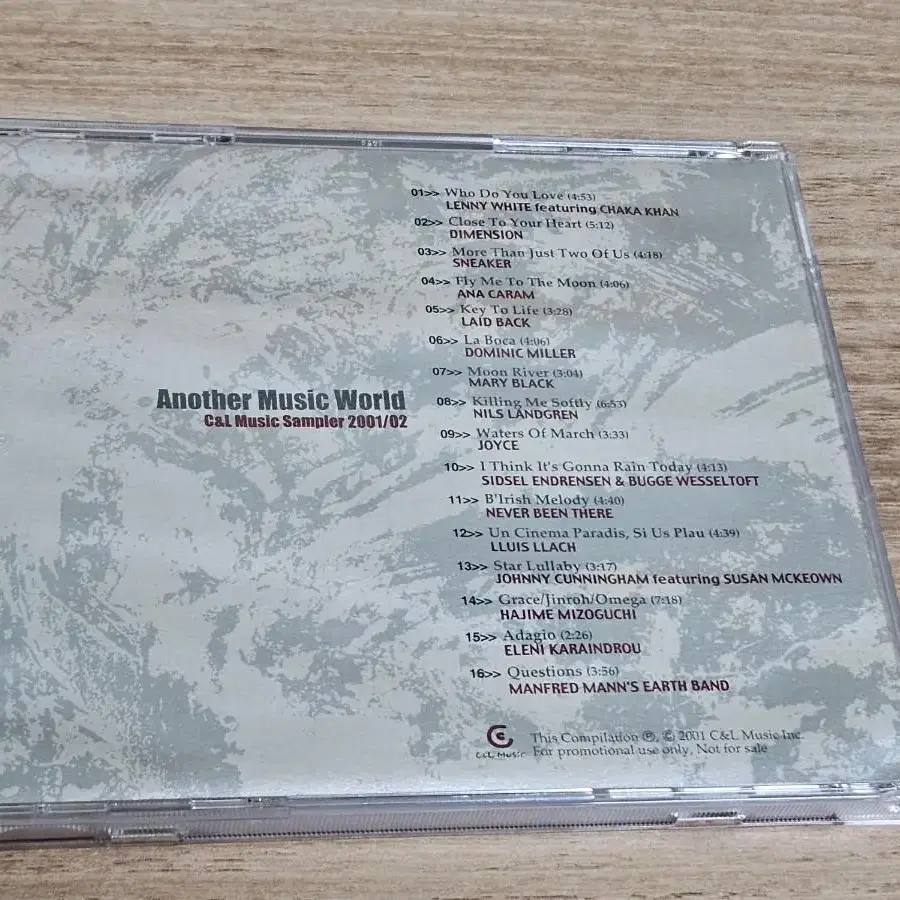 Another Music World
C&L Music Sampler 2001/02
01>> Who Do You Love (4:53)
LENNY WHITE featuring CHAKA KHAN
02>> Close To Your Heart (5:12)
DIMENSION
03>> More Than Just Two Of Us (4:18)
SNEAKER
04>> Fly Me To The Moon (4:06)
ANA CARAM
05>> Key To Life (3:28)
LAID BACK
06>> La Boca (4:06)
DOMINIC MILLER
07>> Moon River (3:04)
MARY BLACK
08>> Killing Me Softly (6:53)
NILS LANDGREN
09>> Waters Of March (3:33)
JOYCE
10>> I Think It's Gonna Rain Today (4:13)
SIDSEL ENDRENSEN & BUGGE WESSELTOFT
11>> B'Irish Melody (4:40)
NEVER BEEN THERE
12>> Un Cinema Paradis, Si Us Plau (4:39)
LLUIS LLACH
13>> Star Lullaby (3:17)
JOHNNY CUNNINGHAM featuring SUSAN MCKEOWN
14>> Grace/Jinroh/Omega (7:18)
HAJIME MIZOGUCHI
15>> Adagio (2:26)
ELENI KARAINDROU
16>> Questions (3:56)
MANFRED MANN'S EARTH BAND
C&L Music
This Compilation ℗, © 2001 C&L Music Inc.
For promotional use only, Not for sale